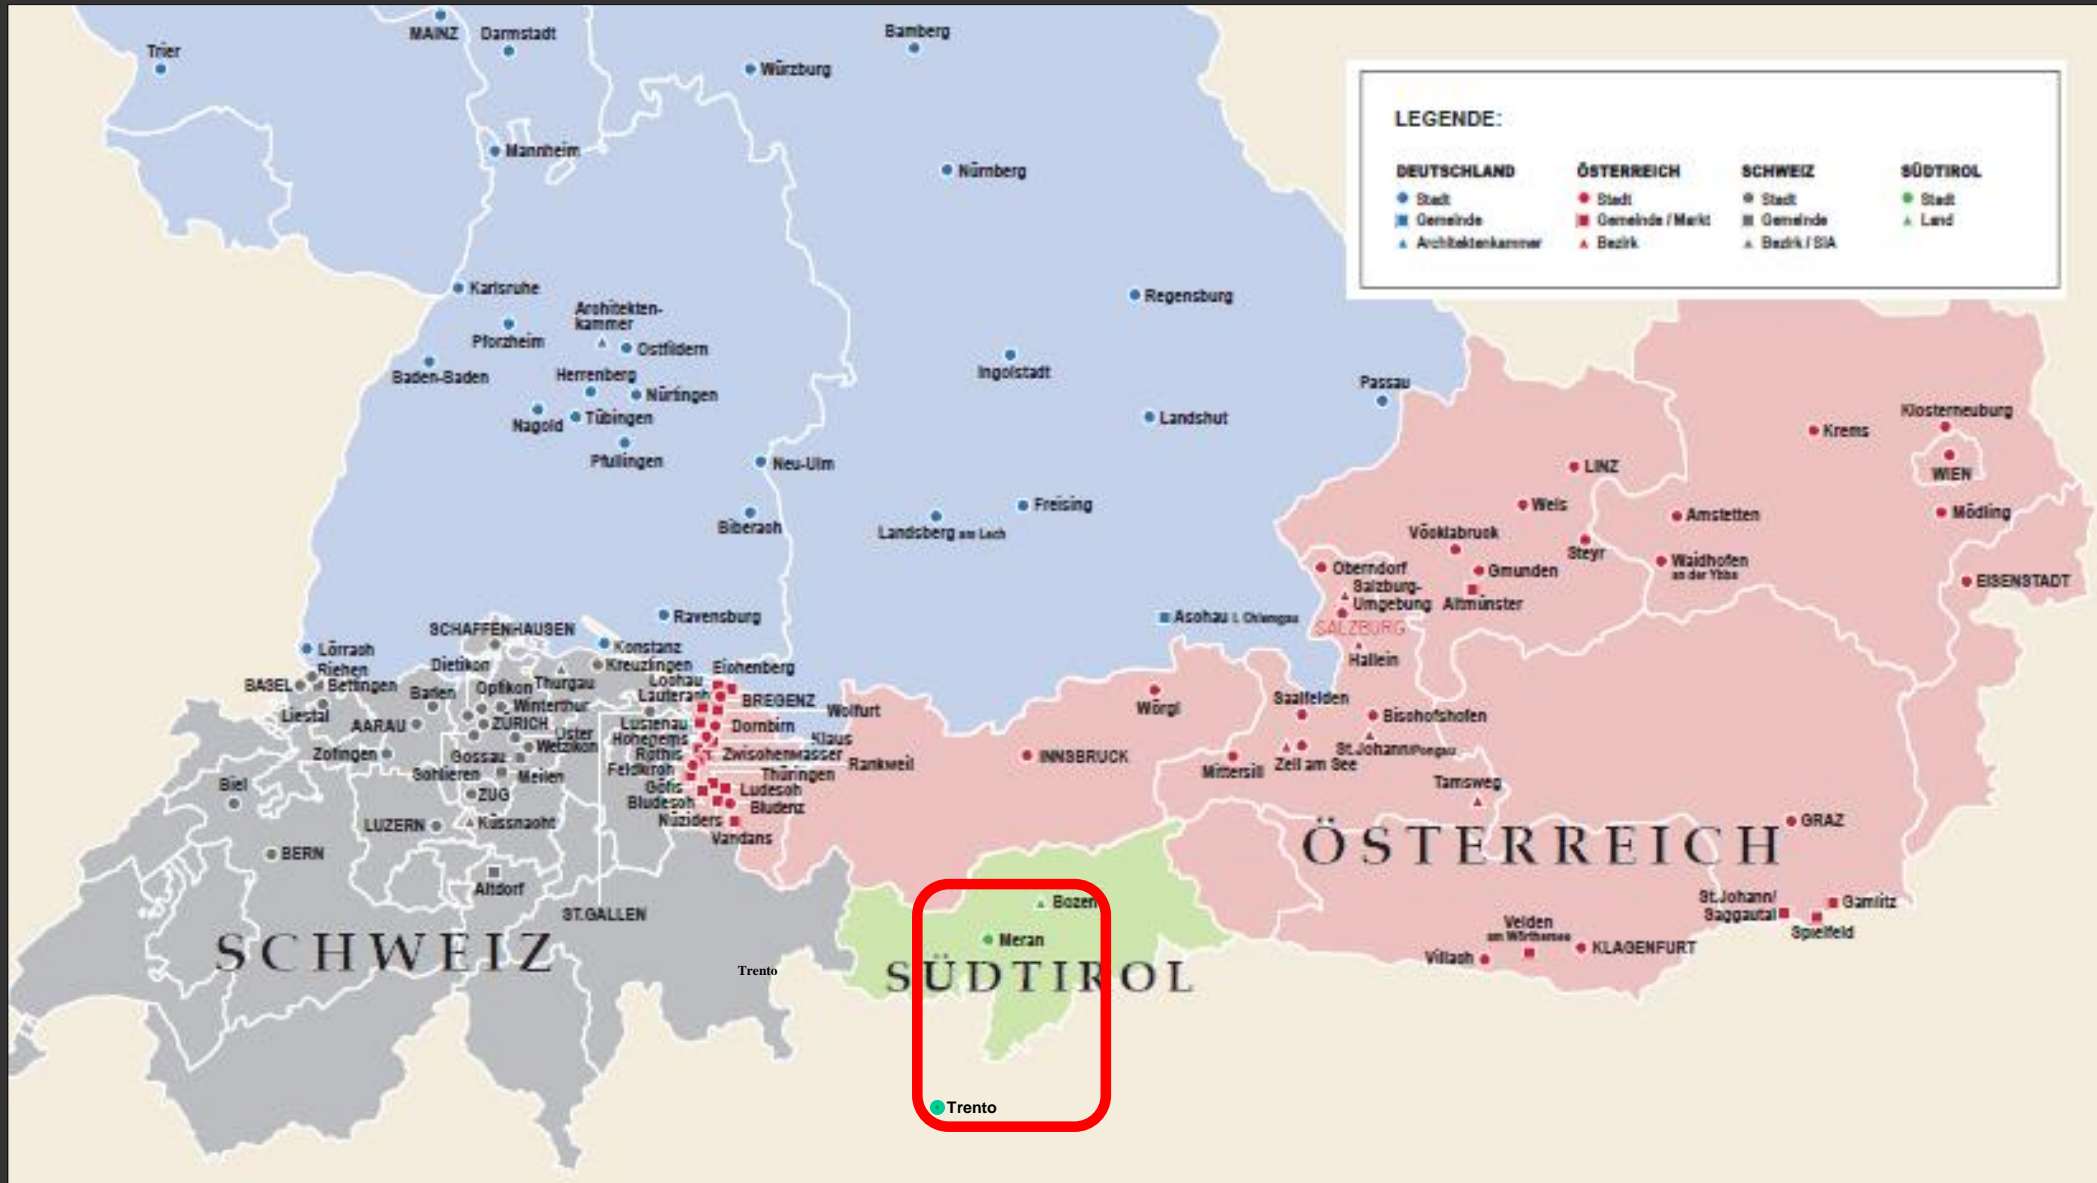 MAINZ
Darmstadt
Bamberg
Trier
Würzburg
LEGENDE:
Mannheim
Nürnberg
DEUTSCHLAND ÖSTERREICH SCHWEIZ SÜDTIROL
Stadt Stadt Stadt Stadt
Gemeinde Gemeinde / Markt Gemeinde Land
Architektenkammer Bezirk Bezirk / SIA
Karlsruhe
Regensburg
Architekten-
kammer
Pforzheim
Ostfildern
Baden-Baden
Herrenberg
Ingolstadt
Nürtingen
Passau
Nagold
Tübingen
Landshut
Klosterneuburg
Krems
Pfullingen
Neu-Ulm
LINZ
WIEN
Biberach
Freising
Landsberg am Lech
Wels
Amstetten
Mödling
Vöcklabruck
Steyr
Waidhofen
an der Ybbs
Oberndorf
Gmunden
EISENSTADT
Salzburg-
Umgebung
Altmünster
SALZBURG
Hallein
Ravensburg
Aschau i. Chiemgau
SCHAFFENHAUSEN
Konstanz
Lörrach
Riehen
Dietikon
Kreuzlingen
Eichenberg
BASEL
Bettingen
Baden
Opfikon
Thurgau
Lochau
Lauterach
BREGENZ
Liestal
Winterthur
Wolfurt
Wörgl
Saalfelden
AARAU
ZÜRICH
Lustenau
Dornbirn
Bischofshofen
Uster
Hohenems
Klaus
Zofingen
Gossau
Wetzikon
Röthis
Zwischenwasser
INNSBRUCK
St.Johann/Pongau
Schlieren
Meilen
Feldkirch
Thüringen
Rankweil
Mittersill
Zell am See
Biel
ZUG
Göfis
Ludesch
Tamsweg
Bludesch
Bludenz
LUZERN
Küssnacht
Nüziders
Vandans
GRAZ
BERN
ÖSTERREICH
Altdorf
ST.GALLEN
Bozen
St.Johann/
Saggautal
Gamlitz
Spielfeld
Meran
Velden
am Wörthersee
KLAGENFURT
Villach
SCHWEIZ
Trento
SÜDTIROL
Trento